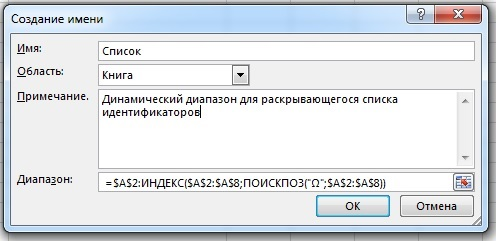 Создание имени
Имя: Список
Область: Книга
Примечание. Динамический диапазон для раскрывающегося списка
идентификаторов
Диапазон: =$A$2:ИНДЕКС($A$2:$A$8;ПОИСКПОЗ("Ω";$A$2:$A$8))
ОК Отмена